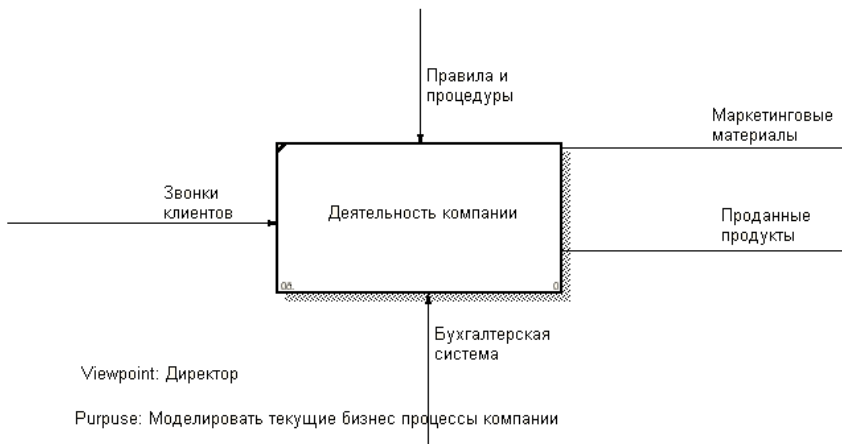 Правила и
процедуры
Маркетинговые
материалы
Звонки
клиентов
Деятельность компании
Проданные
продукты
0р.
0
Бухгалтерская
система
Viewpoint: Директор
Purpuse: Моделировать текущие бизнес процессы компании